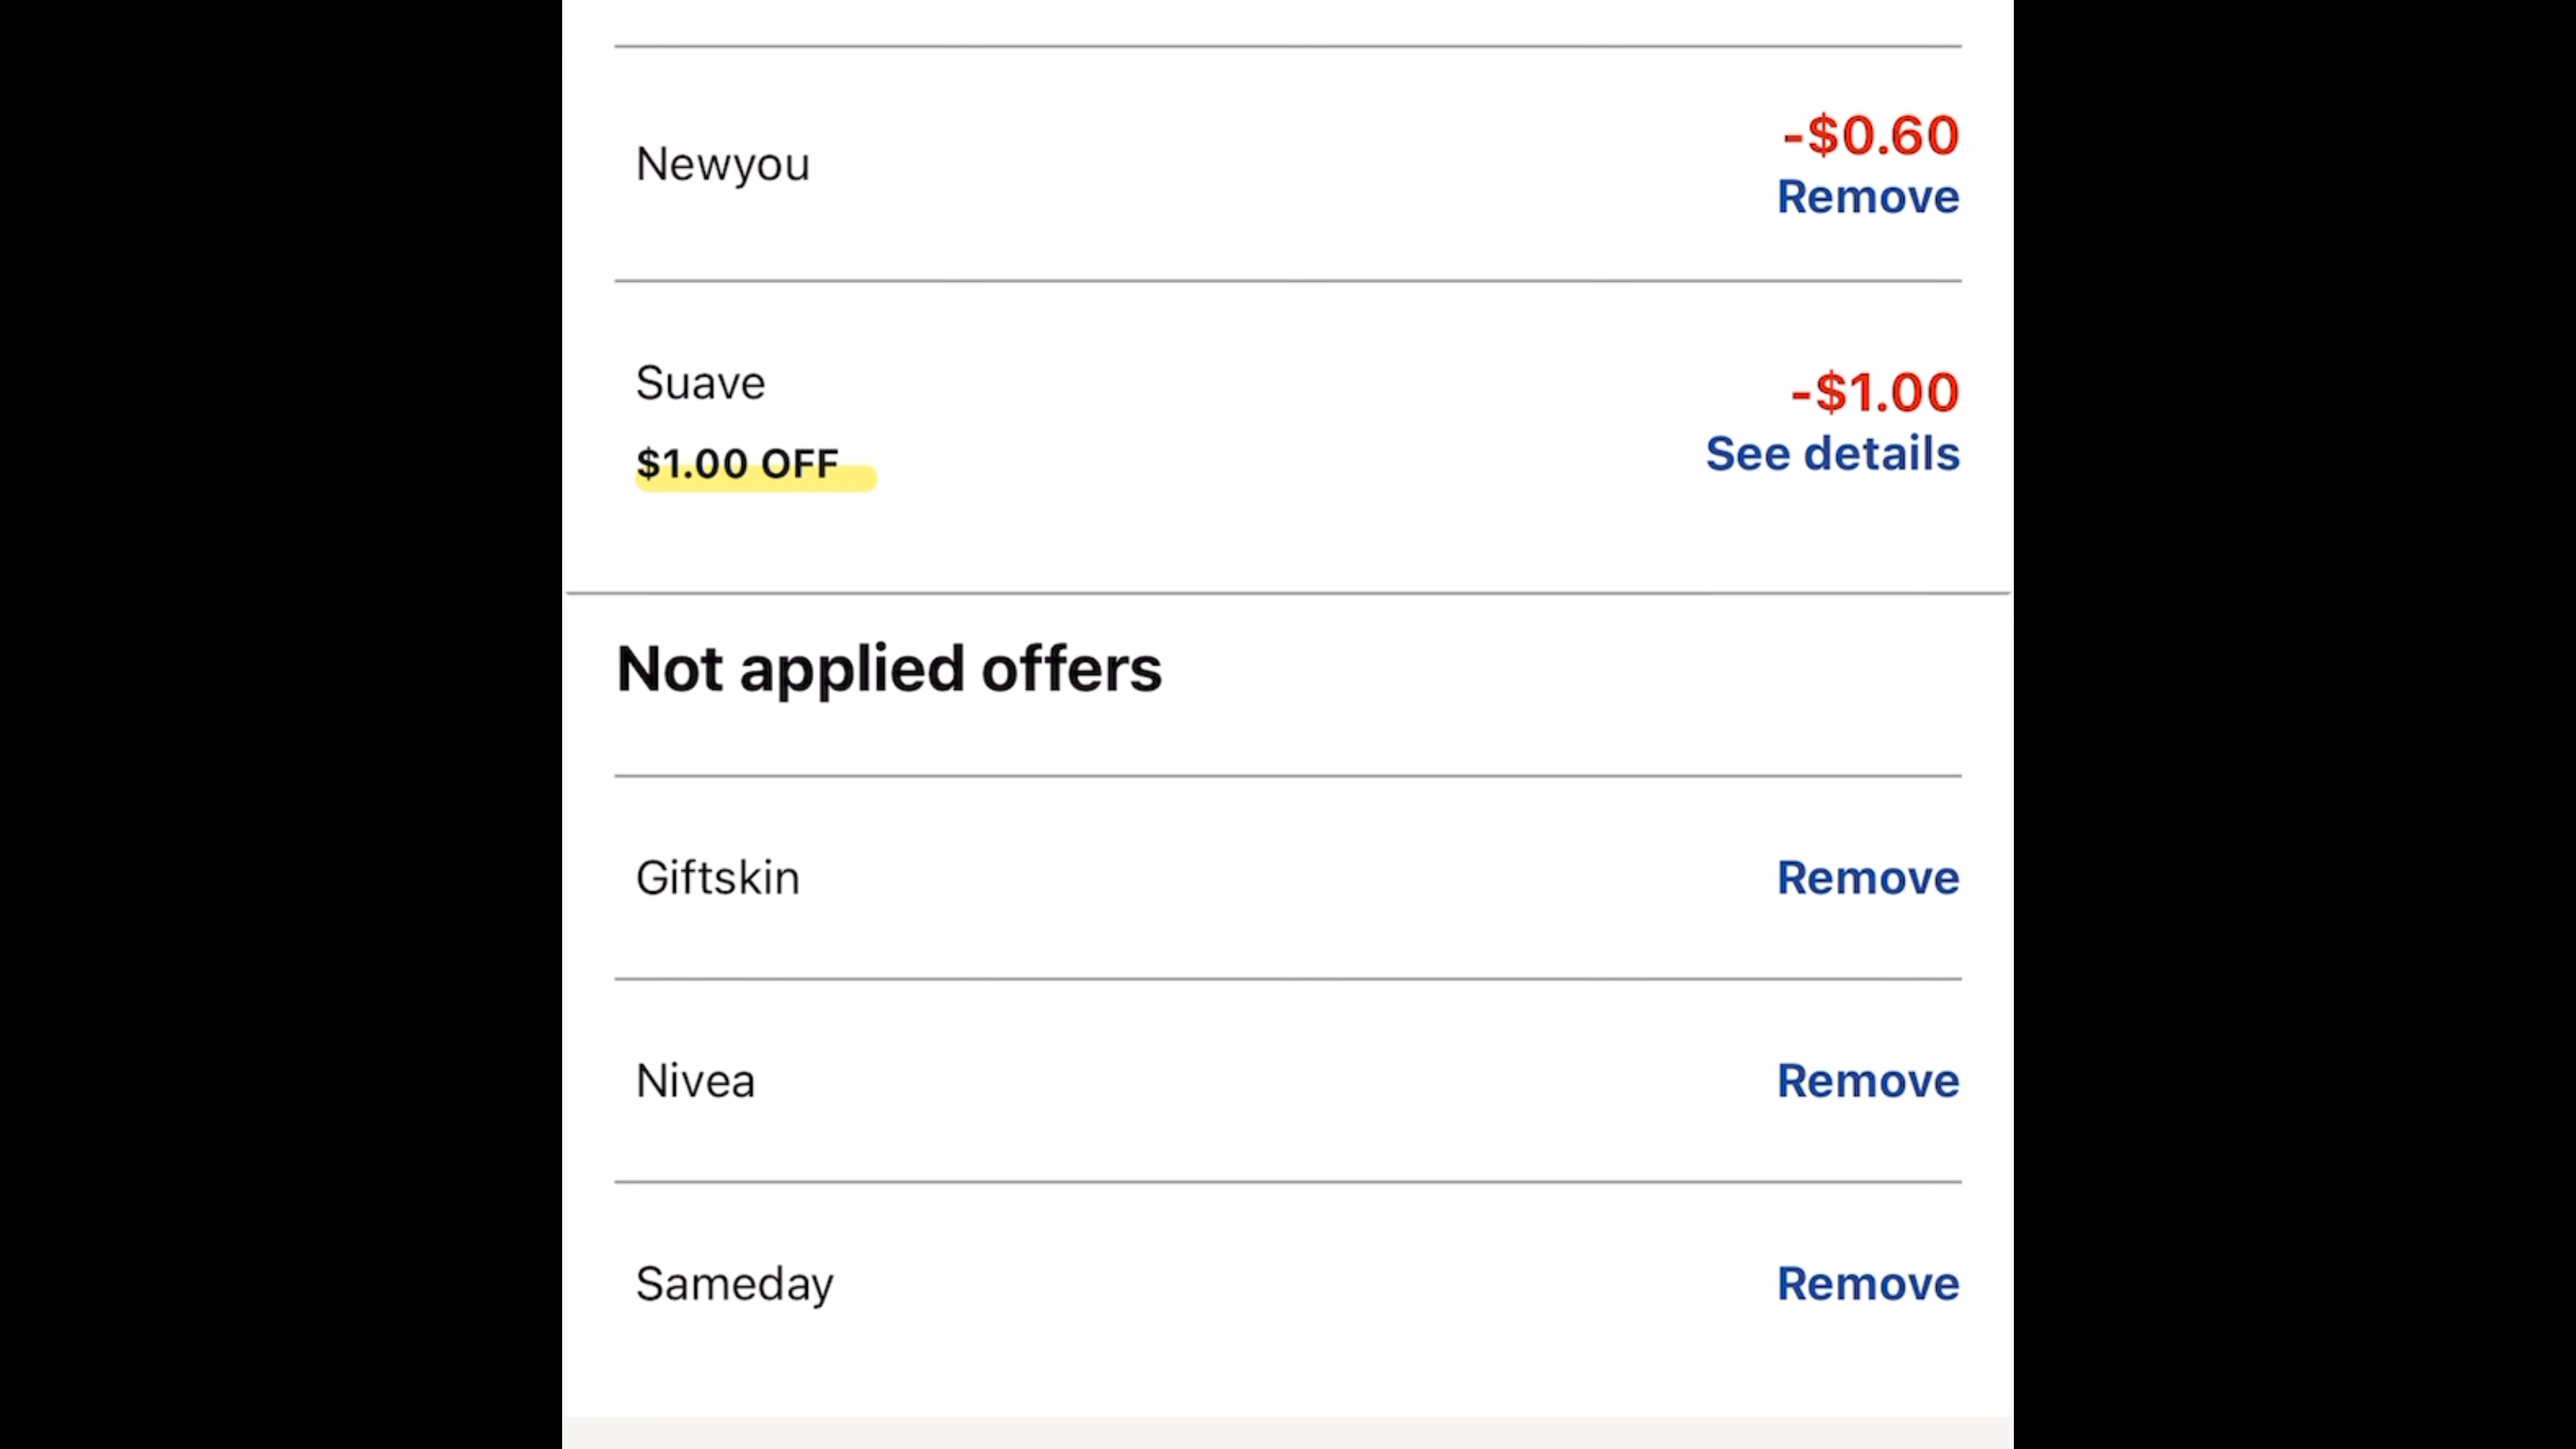 Newyou
-$0.60
Remove
Suave
-$1.00
$1.00 OFF
See details
Not applied offers
Giftskin
Remove
Nivea
Remove
Sameday
Remove